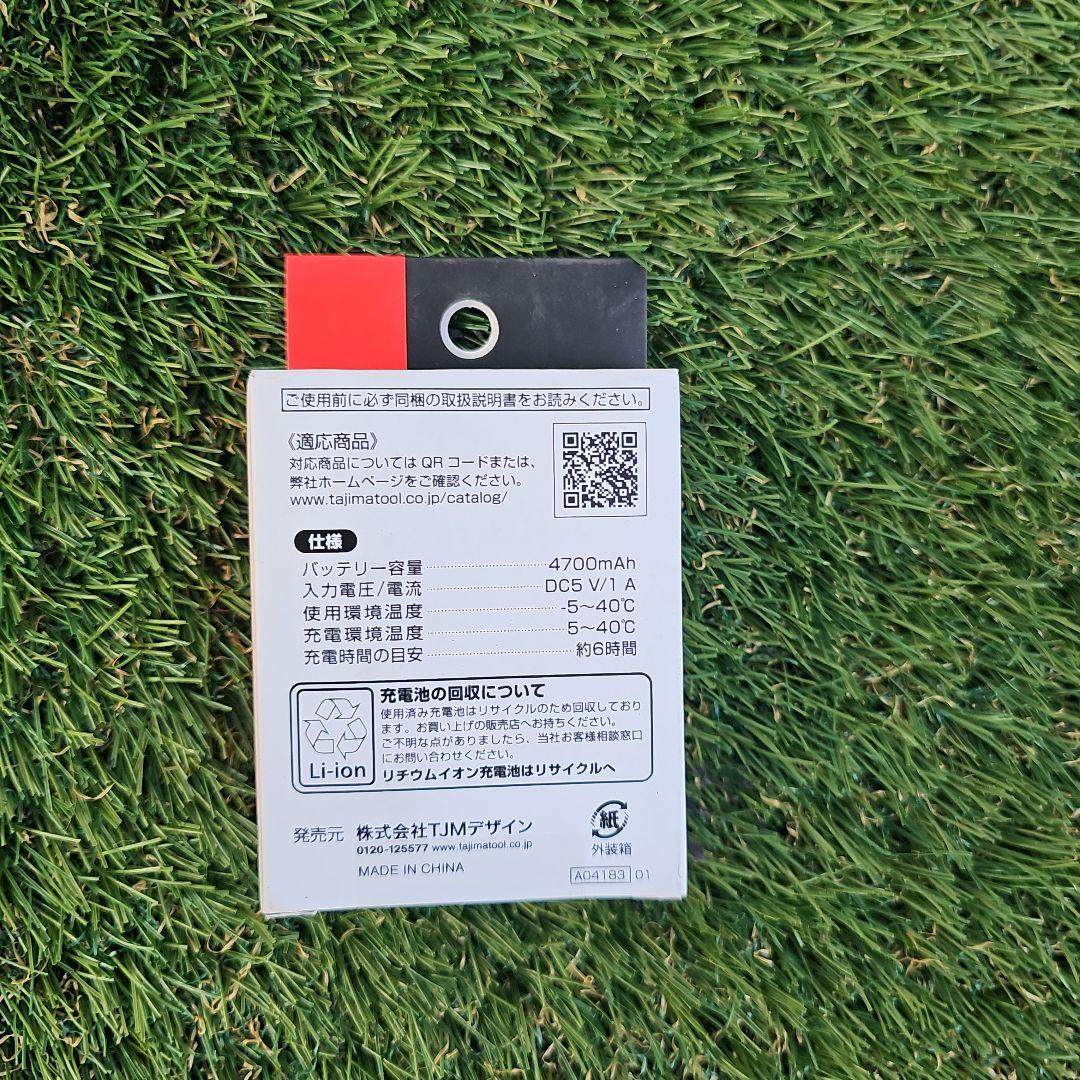 ご使用前に必ず同梱の取扱説明書をお読みください。
《適応商品》
対応商品については QR コードまたは、
弊社ホームページをご確認ください。
www.tajimatool.co.jp/catalog/
仕様
バッテリー容量 4700mAh
入力電圧/電流 DC5 V/1 A
使用環境温度 -5～40℃
充電環境温度 5～40℃
充電時間の目安 約6時間
充電池の回収について
使用済み充電池はリサイクルのため回収しており
ます。お買い上げの販売店へお持ちください。
ご不明な点がありましたら、当社お客様相談窓口
にお問い合わせください。
リチウムイオン充電池はリサイクルへ
Li-ion
発売元 株式会社TJMデザイン
0120-125577 www.tajimatool.co.jp
MADE IN CHINA
紙
外装箱
A04183 01